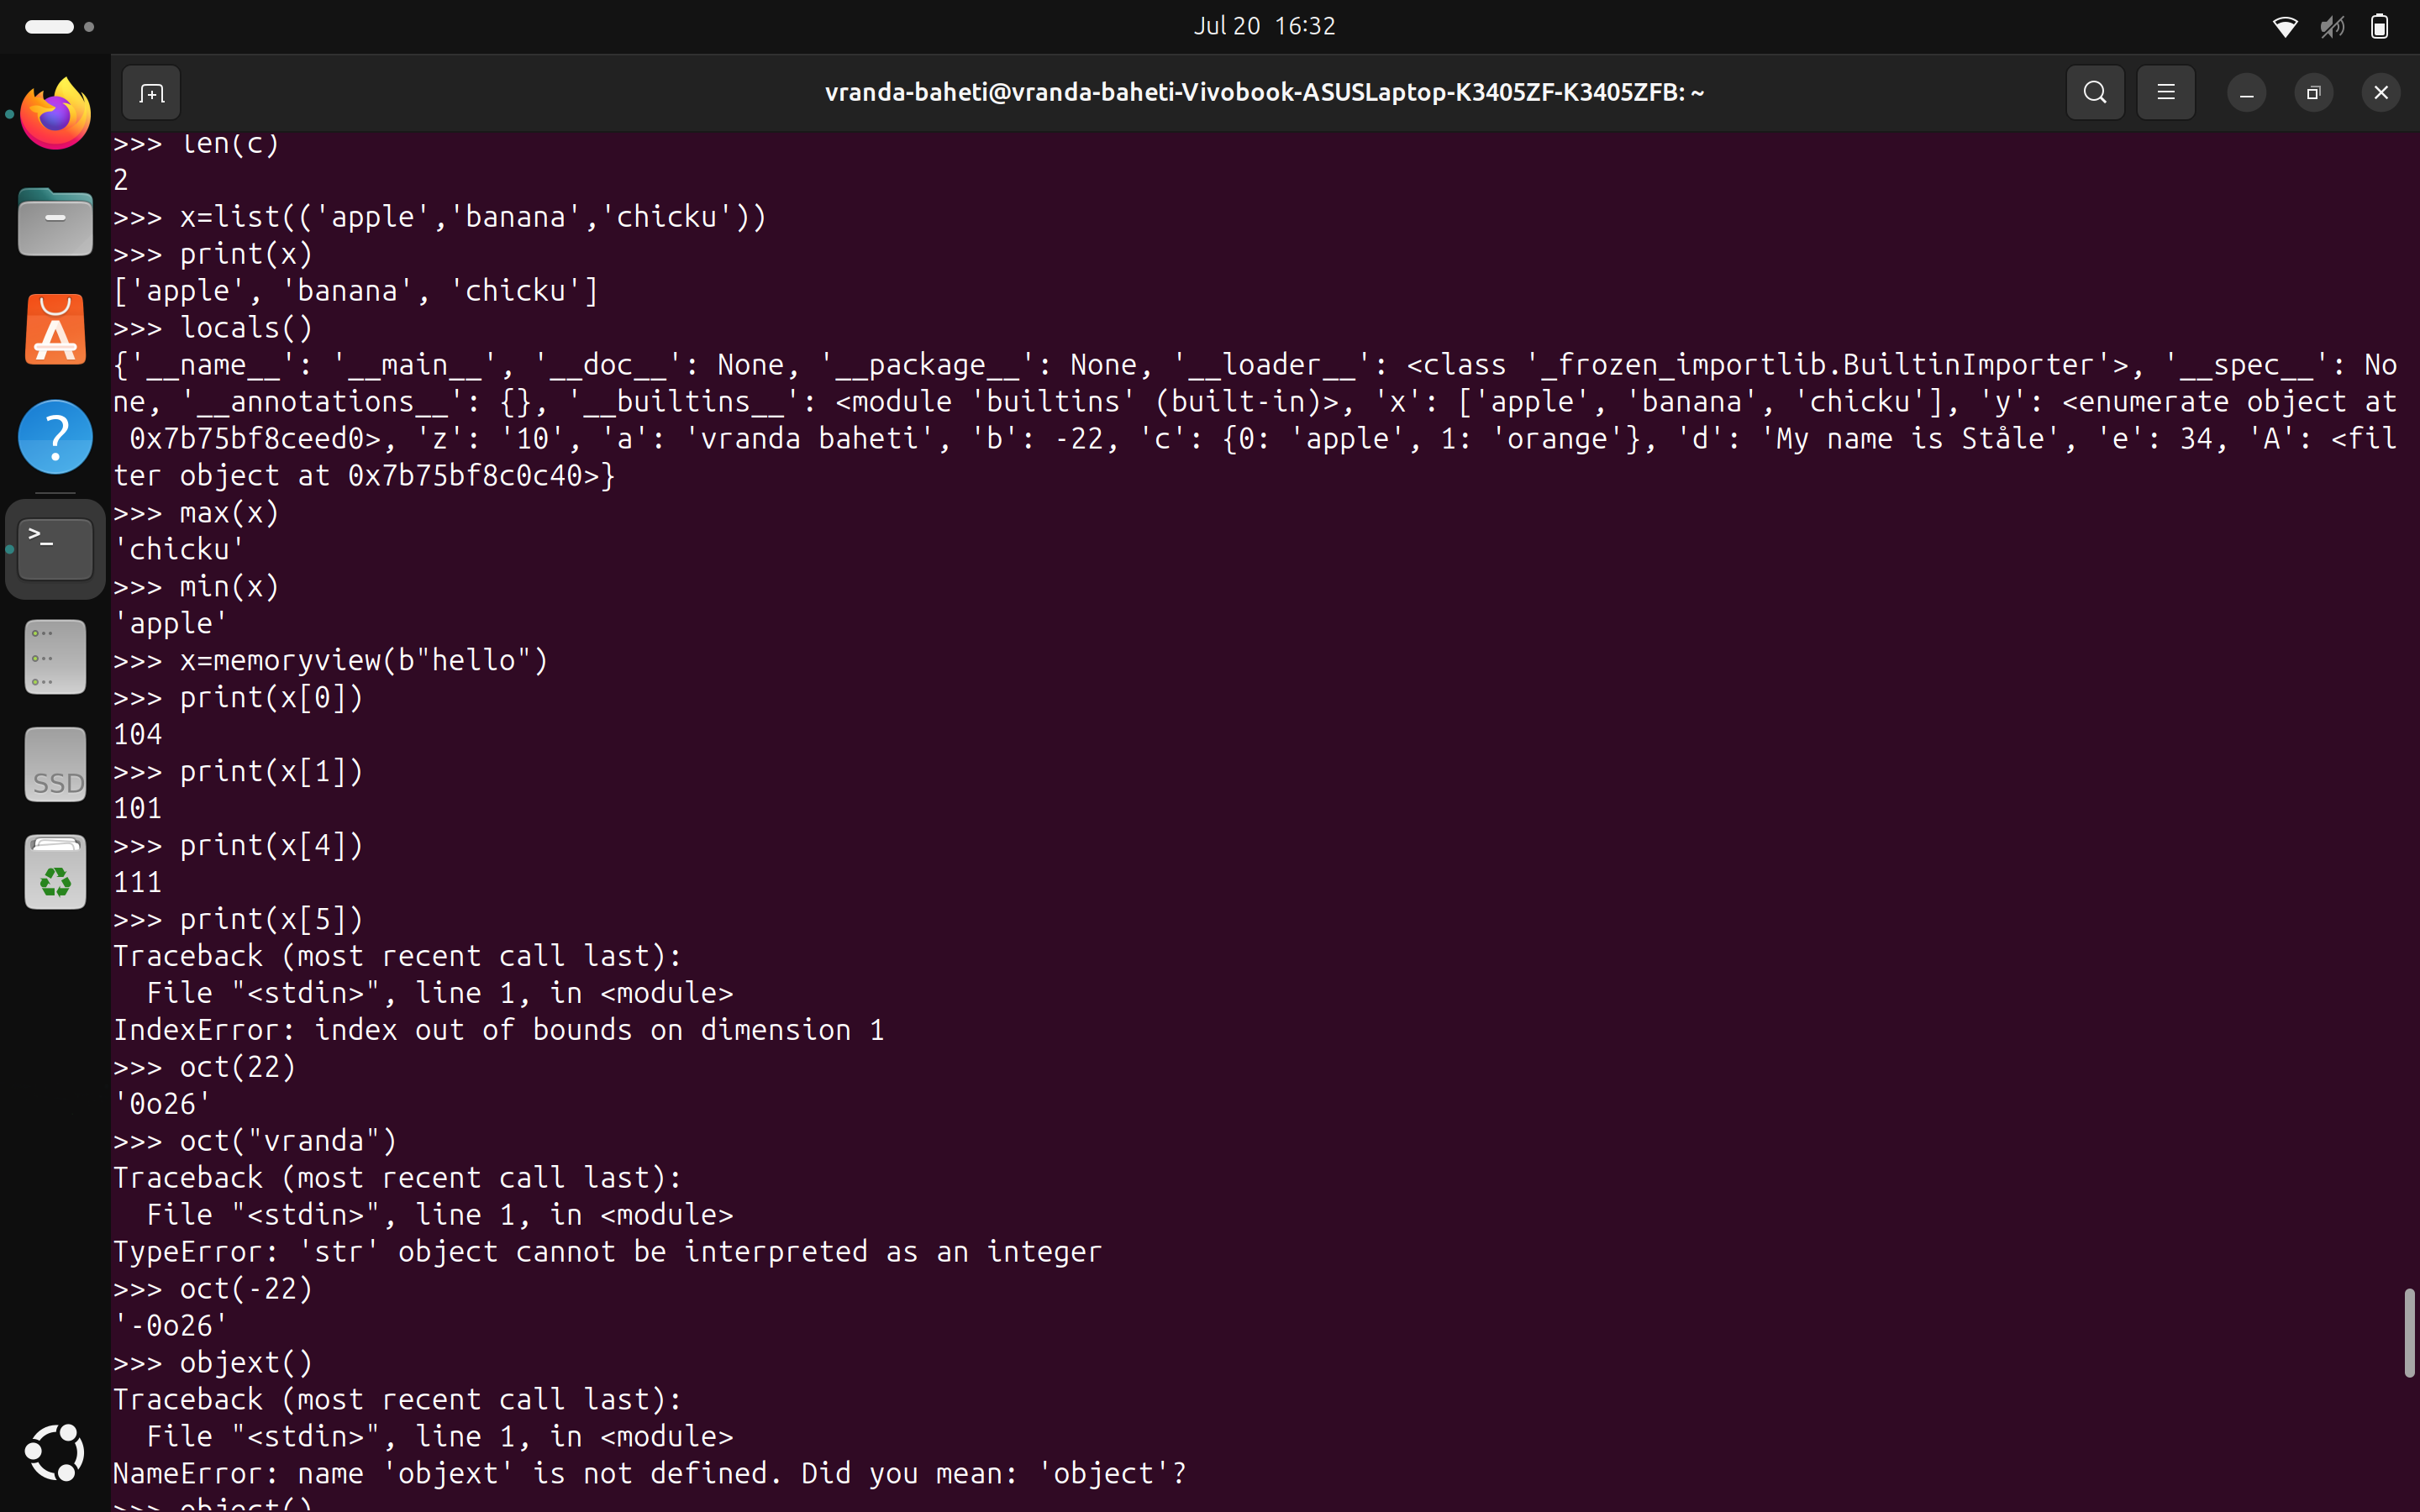 Jul 20 16:32
vranda-baheti@vranda-baheti-Vivobook-ASUSLaptop-K3405ZF-K3405ZFB: ~
>>> len(c)
2
>>> x=list(('apple','banana','chicku'))
>>> print(x)
['apple', 'banana', 'chicku']
>>> locals()
{'__name__': '__main__', '__doc__': None, '__package__': None, '__loader__': <class '_frozen_importlib.BuiltinImporter'>, '__spec__': No
ne, '__annotations__': {}, '__builtins__': <module 'builtins' (built-in)>, 'x': ['apple', 'banana', 'chicku'], 'y': <enumerate object at
 0x7b75bf8ceed0>, 'z': '10', 'a': 'vranda baheti', 'b': -22, 'c': {0: 'apple', 1: 'orange'}, 'd': 'My name is Ståle', 'e': 34, 'A': <fil
ter object at 0x7b75bf8c0c40>}
>>> max(x)
'chicku'
>>> min(x)
'apple'
>>> x=memoryview(b"hello")
>>> print(x[0])
104
>>> print(x[1])
101
>>> print(x[4])
111
>>> print(x[5])
Traceback (most recent call last):
  File "<stdin>", line 1, in <module>
IndexError: index out of bounds on dimension 1
>>> oct(22)
'0o26'
>>> oct("vranda")
Traceback (most recent call last):
  File "<stdin>", line 1, in <module>
TypeError: 'str' object cannot be interpreted as an integer
>>> oct(-22)
'-0o26'
>>> objext()
Traceback (most recent call last):
  File "<stdin>", line 1, in <module>
NameError: name 'objext' is not defined. Did you mean: 'object'?
>>> object()
SSD